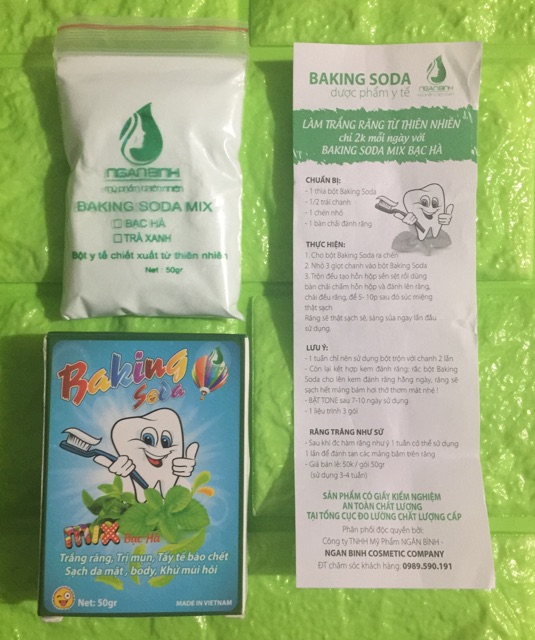 NGANBINH
mỹ phẩm thiên nhiên
BAKING SODA MIX
BẠC HÀ
TRÀ XANH
Bột y tế chiết xuất từ thiên nhiên
Net : 50gr
Baking
Soda
mix Bạc Hà
Trắng răng, Trị mụn, Tẩy tế bào chết
Sạch da mặt , body, Khử mùi hôi
Net: 50gr
MADE IN VIETNAM
BAKING SODA
dược phẩm y tế
NGANBINH
LÀM TRẮNG RĂNG TỪ THIÊN NHIÊN
chỉ 2k mỗi ngày với
BAKING SODA MIX BẠC HÀ
CHUẨN BỊ:
- 1 thìa bột Baking Soda
- 1/2 trái chanh
- 1 chén nhỏ
- 1 bàn chải đánh răng
THỰC HIỆN:
1. Cho bột Baking Soda ra chén
2. Nhỏ 3 giọt chanh vào bột Baking Soda
3. Trộn đều tạo hỗn hợp sền sệt rồi dùng
bàn chải chấm hỗn hợp và đánh lên răng,
chải đều răng, để 5- 10p sau đó súc miệng
thật sạch
Răng sẽ thật sạch sẽ, sáng sủa ngay lần đầu
sử dụng.
LƯU Ý:
- 1 tuần chỉ nên sử dụng bột trộn với chanh 2 lần
- Còn lại kết hợp kem đánh răng: rắc bột Baking
Soda cho lên kem đánh răng hằng ngày, răng sẽ
sạch hết mảng bám hơi thở thơm mát nhé !
- BẬT TONE sau 7-10 ngày sử dụng
- 1 liệu trình 3 gói
RĂNG TRẮNG NHƯ SỨ
- Sau khi đc hàm răng như ý 1 tuần có thể sử dụng
1 lần để đánh tan các mảng bám trên răng
- Giá bán lẻ: 50k / gói 50gr
(sử dụng 3-4 tuần)
SẢN PHẨM CÓ GIẤY KIỂM NGHIỆM
AN TOÀN CHẤT LƯỢNG
TẠI TỔNG CỤC ĐO LƯỜNG CHẤT LƯỢNG CẤP
Phân phối độc quyền bởi:
Công ty TNHH Mỹ Phẩm NGÂN BÌNH -
NGAN BINH COSMETIC COMPANY
ĐT chăm sóc khách hàng: 0989.590.191